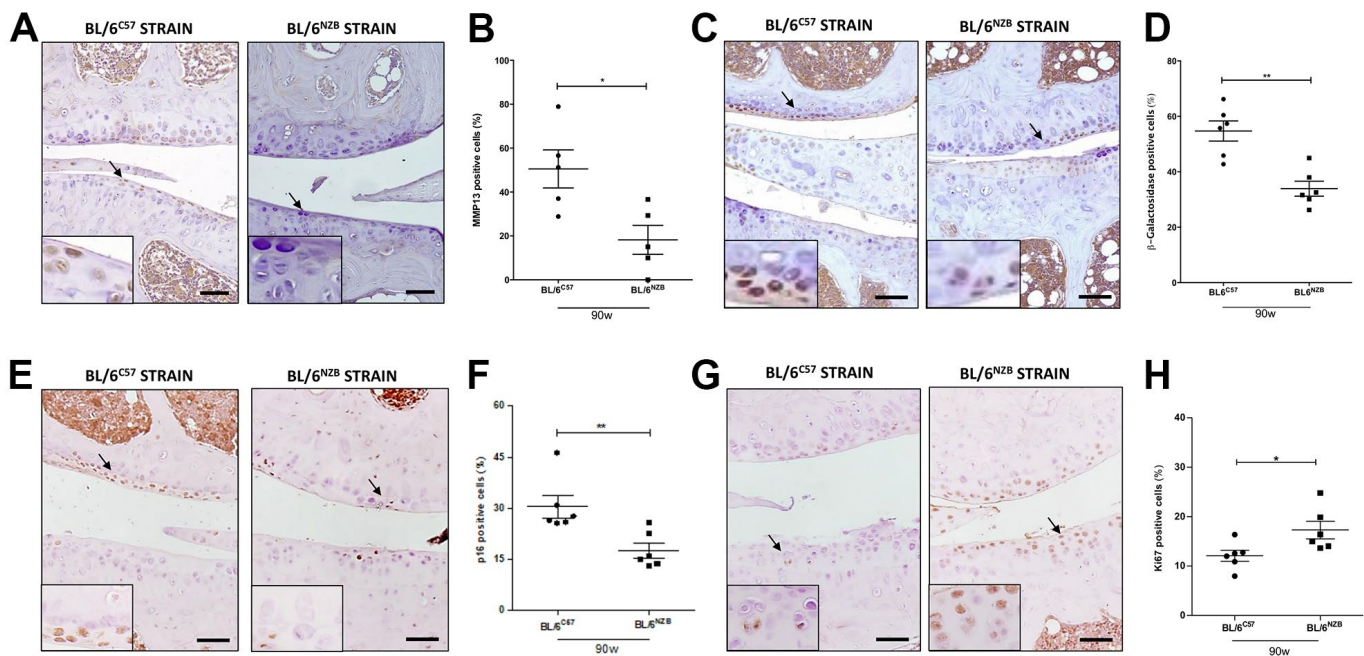 A
BL/6C57 STRAIN
BL/6NZB STRAIN
B
100
80
60
40
20
0
MMP13 positive cells (%)
*
BL/6C57
BL/6NZB
90w
C
BL/6C57 STRAIN
BL/6NZB STRAIN
D
80
60
40
20
0
β-Galactosidase positive cells (%)
**
BL6C57
BL6NZB
90w
E
BL/6C57 STRAIN
BL/6NZB STRAIN
F
60
45
30
15
0
p16 positive cells (%)
**
BL/6C57
BL/6NZB
90w
G
BL/6C57 STRAIN
BL/6NZB STRAIN
H
40
30
20
10
0
Ki67 positive cells (%)
*
BL/6C57
BL/6NZB
90w